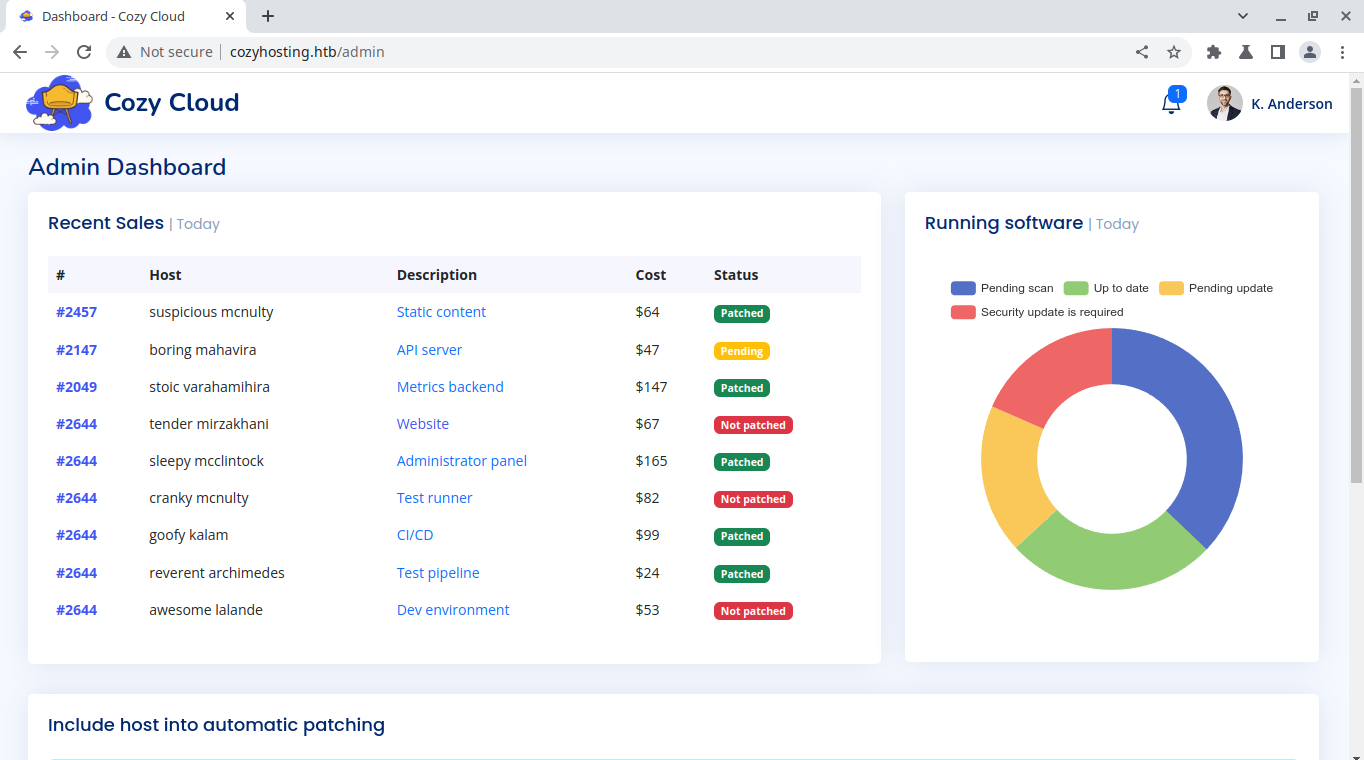 Dashboard - Cozy Cloud
Not secure cozyhosting.htb/admin
Cozy Cloud
1 K. Anderson
Admin Dashboard
Recent Sales | Today
# Host Description Cost Status
#2457 suspicious mcnulty Static content $64 Patched
#2147 boring mahavira API server $47 Pending
#2049 stoic varahamihira Metrics backend $147 Patched
#2644 tender mirzakhani Website $67 Not patched
#2644 sleepy mcclintock Administrator panel $165 Patched
#2644 cranky mcnulty Test runner $82 Not patched
#2644 goofy kalam CI/CD $99 Patched
#2644 reverent archimedes Test pipeline $24 Patched
#2644 awesome lalande Dev environment $53 Not patched
Running software | Today
Pending scan Up to date Pending update
Security update is required
Include host into automatic patching